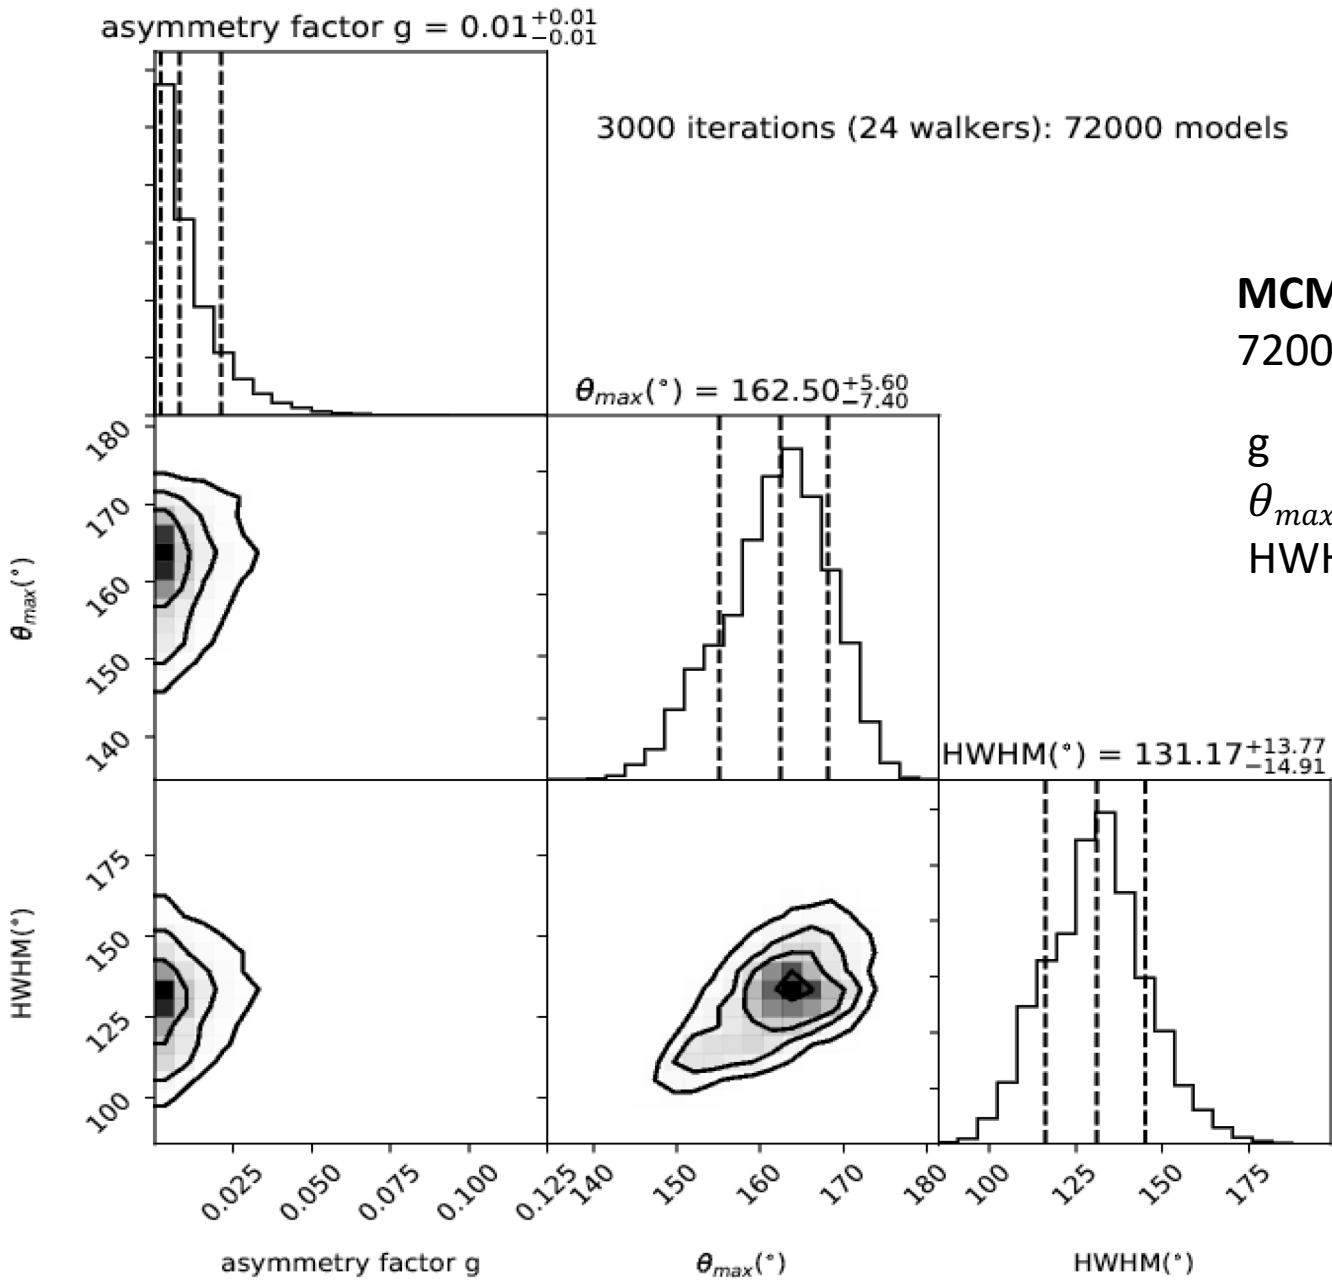 asymmetry factor g = 0.01 +0.01 −0.01
3000 iterations (24 walkers): 72000 models
MCM
7200
g
θmax
HWH
θmax(°) = 162.50 +5.60 −7.40
180
170
160
150
140
θmax(°)
HWHM(°) = 131.17 +13.77 −14.91
175
150
125
100
HWHM(°)
0.025 0.050 0.075 0.100 0.125
140 150 160 170 180
100 125 150 175
asymmetry factor g
θmax(°)
HWHM(°)